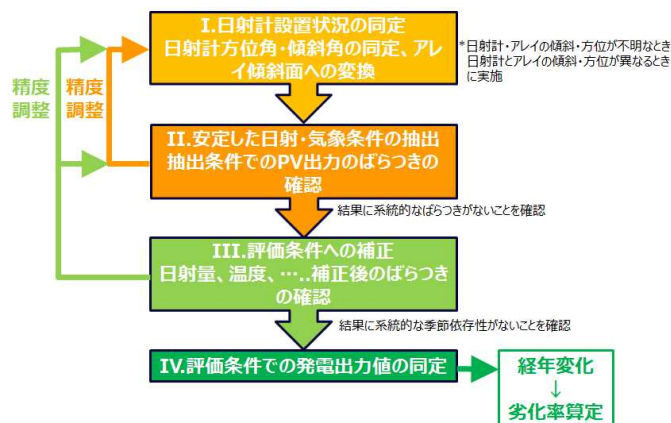 I.日射計設置状況の同定
日射計方位角・傾斜角の同定、アレ
イ傾斜面への変換
*日射計・アレイの傾斜・方位が不明なとき
日射計とアレイの傾斜・方位が異なるとき
に実施
精度
調整
精度
調整
II.安定した日射・気象条件の抽出
抽出条件でのPV出力のばらつきの
確認
結果に系統的なばらつきがないことを確認
III.評価条件への補正
日射量、温度、…..補正後のばらつき
の確認
結果に系統的な季節依存性がないことを確認
IV.評価条件での発電出力値の同定
経年変化
↓
劣化率算定